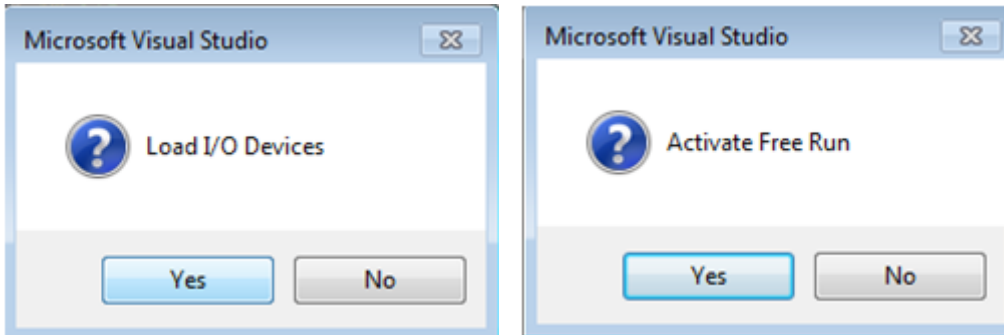 Microsoft Visual Studio
Load I/O Devices
Yes No
Microsoft Visual Studio
Activate Free Run
Yes No